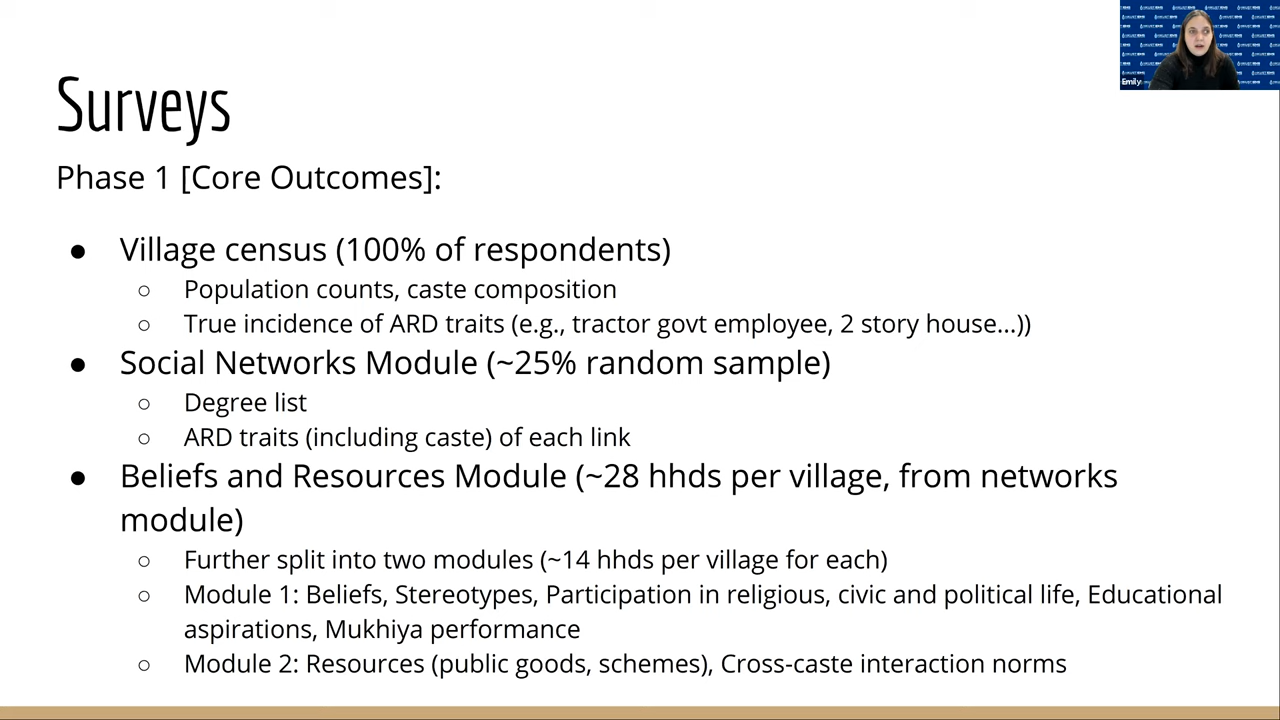 Surveys
Phase 1 [Core Outcomes]:
● Village census (100% of respondents)
○ Population counts, caste composition
○ True incidence of ARD traits (e.g., tractor govt employee, 2 story house...))
● Social Networks Module (~25% random sample)
○ Degree list
○ ARD traits (including caste) of each link
● Beliefs and Resources Module (~28 hhds per village, from networks
module)
○ Further split into two modules (~14 hhds per village for each)
○ Module 1: Beliefs, Stereotypes, Participation in religious, civic and political life, Educational
aspirations, Mukhiya performance
○ Module 2: Resources (public goods, schemes), Cross-caste interaction norms
Emily